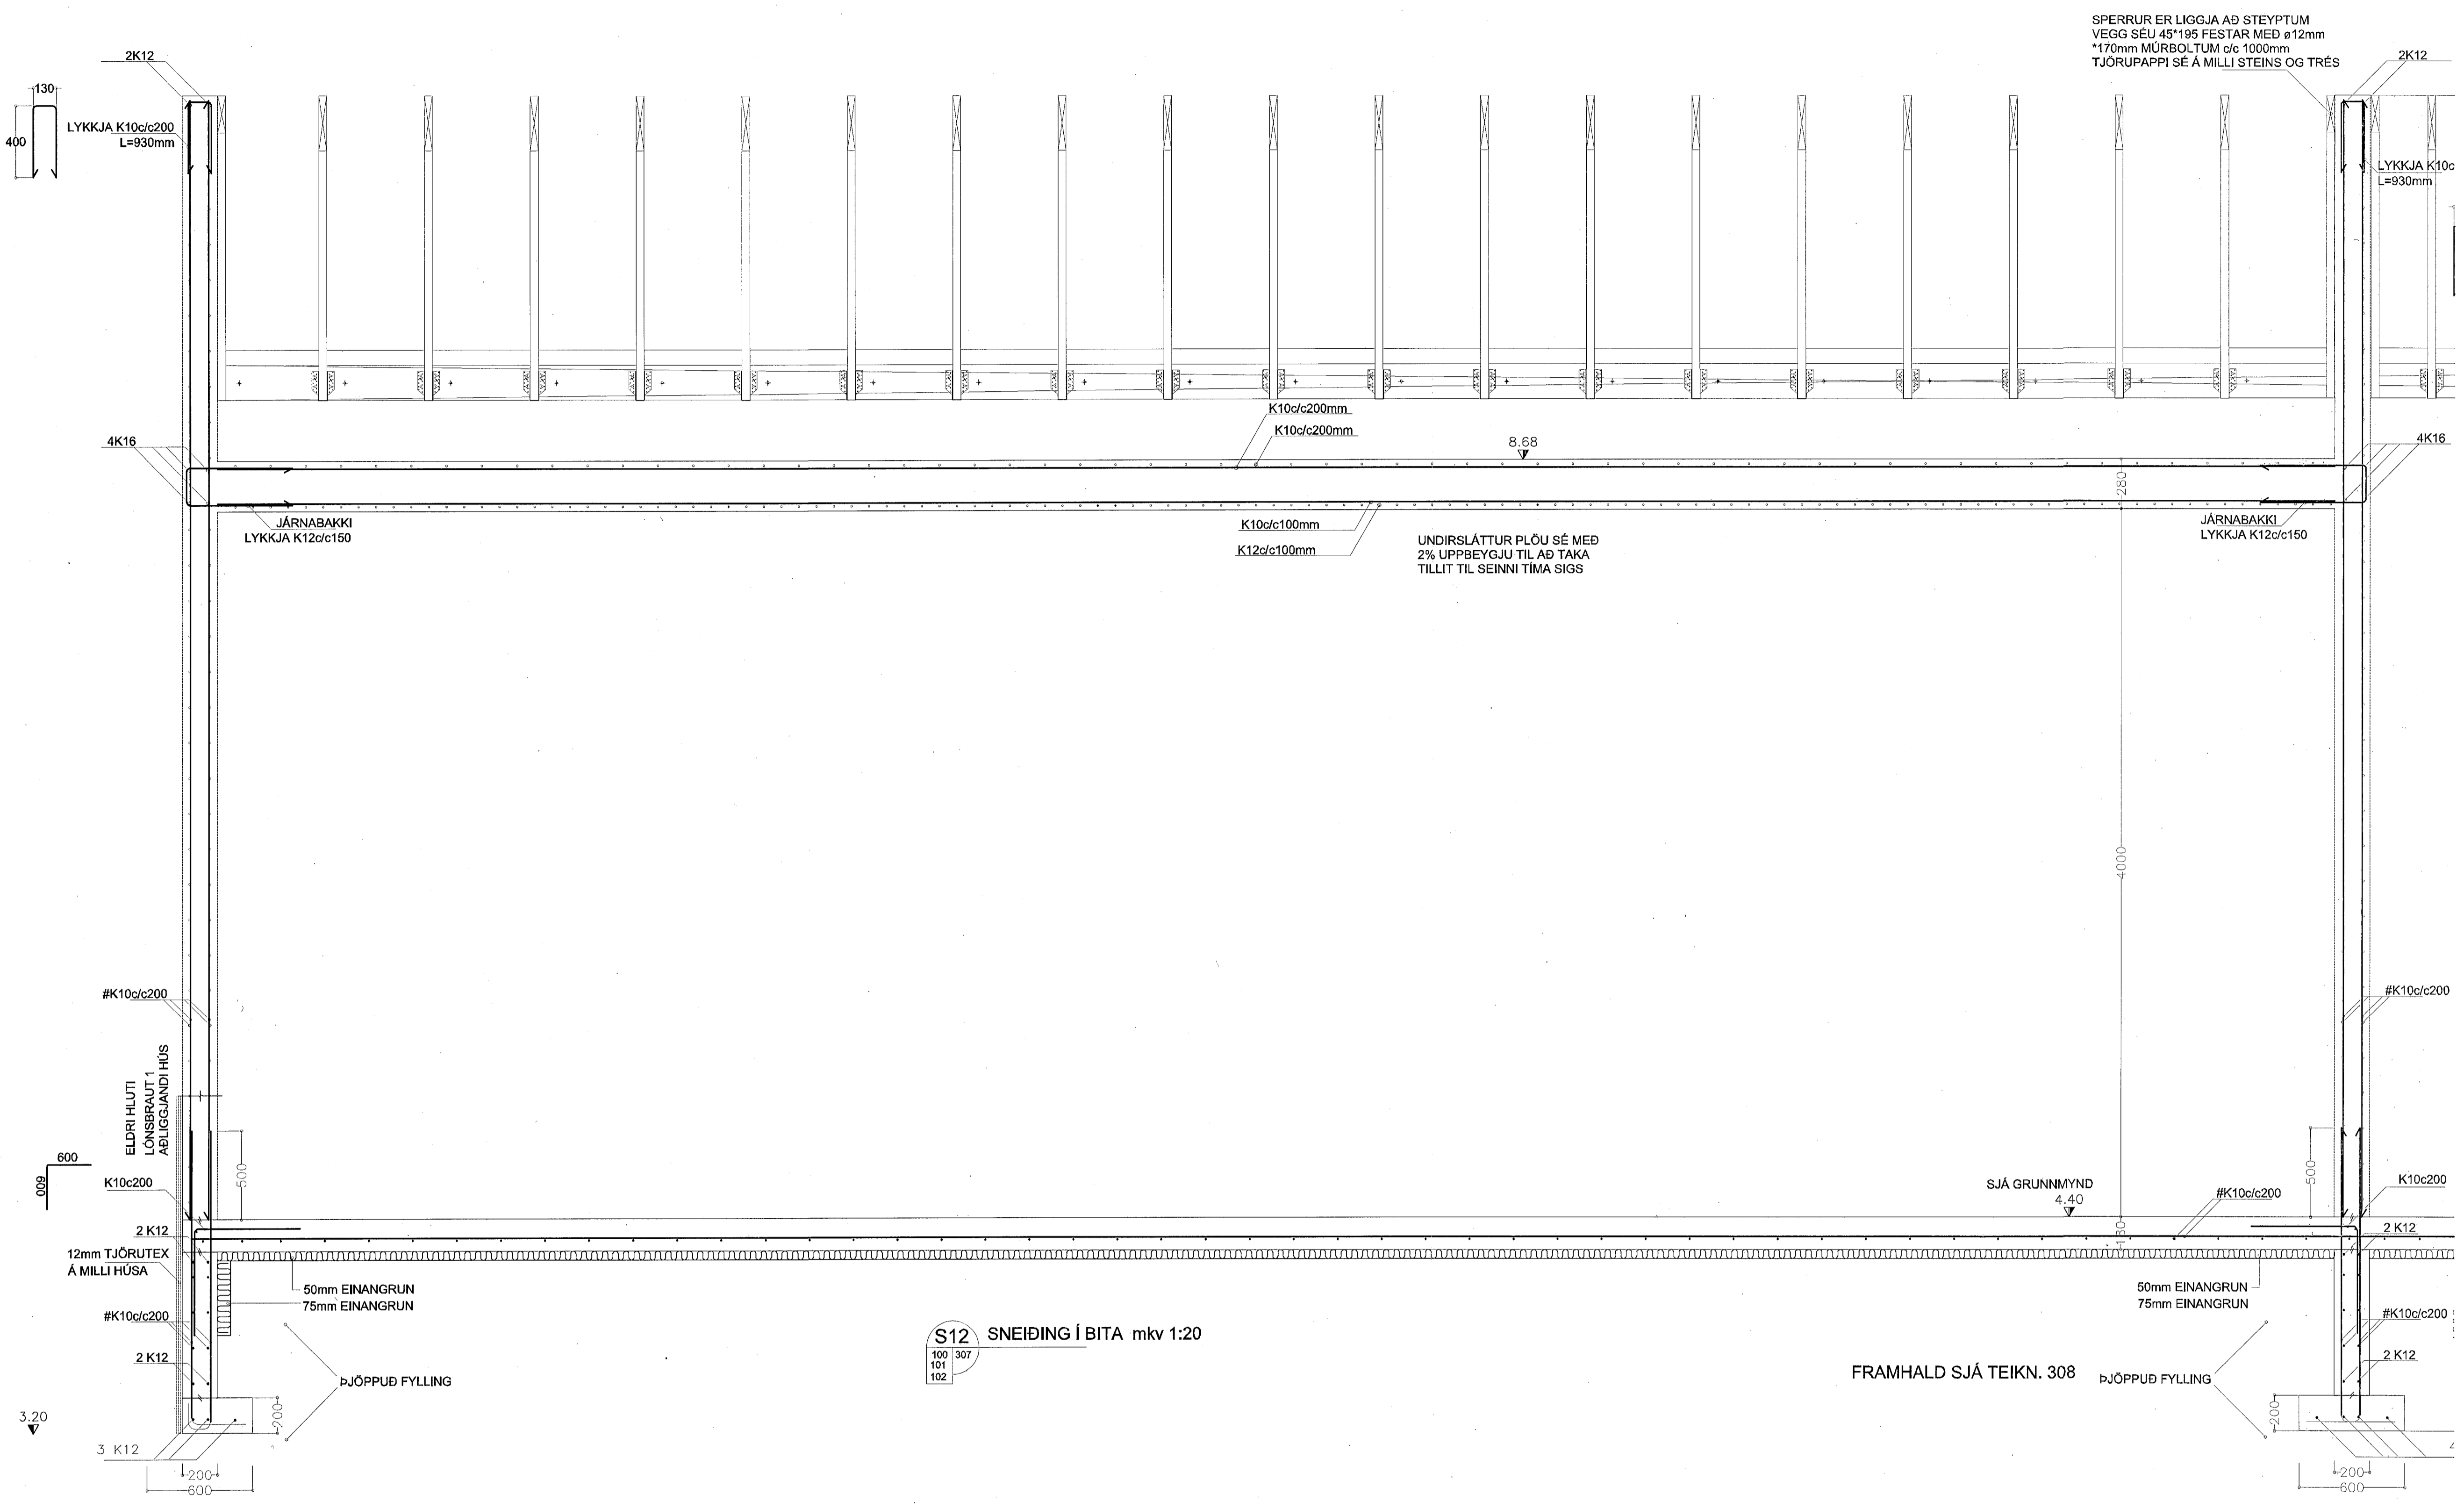 SPERRUR ER LIGGJA AÐ STEYPTUM
VEGG SÉU 45*195 FESTAR MEÐ ø12mm
*170mm MÚRBOLTUM c/c 1000mm
TJÖRUPAPPI SÉ Á MILLI STEINS OG TRÉS
2K12
2K12
130
400
LYKKJA K10c/c200
L=930mm
LYKKJA K10c
L=930mm
K10c/c200mm
K10c/c200mm
8.68
4K16
4K16
280
JÁRNABAKKI
LYKKJA K12c/c150
K10c/c100mm
K12c/c100mm
UNDIRSLÁTTUR PLÖU SÉ MEÐ
2% UPPBEYGJU TIL AÐ TAKA
TILLIT TIL SEINNI TÍMA SIGS
JÁRNABAKKI
LYKKJA K12c/c150
4000
#K10c/c200
#K10c/c200
ELDRI HLUTI
LÓNSBRAUT 1
AÐLIGGJANDI HÚS
600
600
500
500
K10c200
K10c200
SJÁ GRUNNMYND
4.40
#K10c/c200
2 K12
2 K12
12mm TJÖRUTEX
Á MILLI HÚSA
50mm EINANGRUN
75mm EINANGRUN
50mm EINANGRUN
75mm EINANGRUN
#K10c/c200
#K10c/c200
S12
100 307
101
102
SNEIÐING Í BITA mkv 1:20
2 K12
2 K12
ÞJÖPPUÐ FYLLING
FRAMHALD SJÁ TEIKN. 308
ÞJÖPPUÐ FYLLING
3.20
200
200
3 K12
200
600
200
600